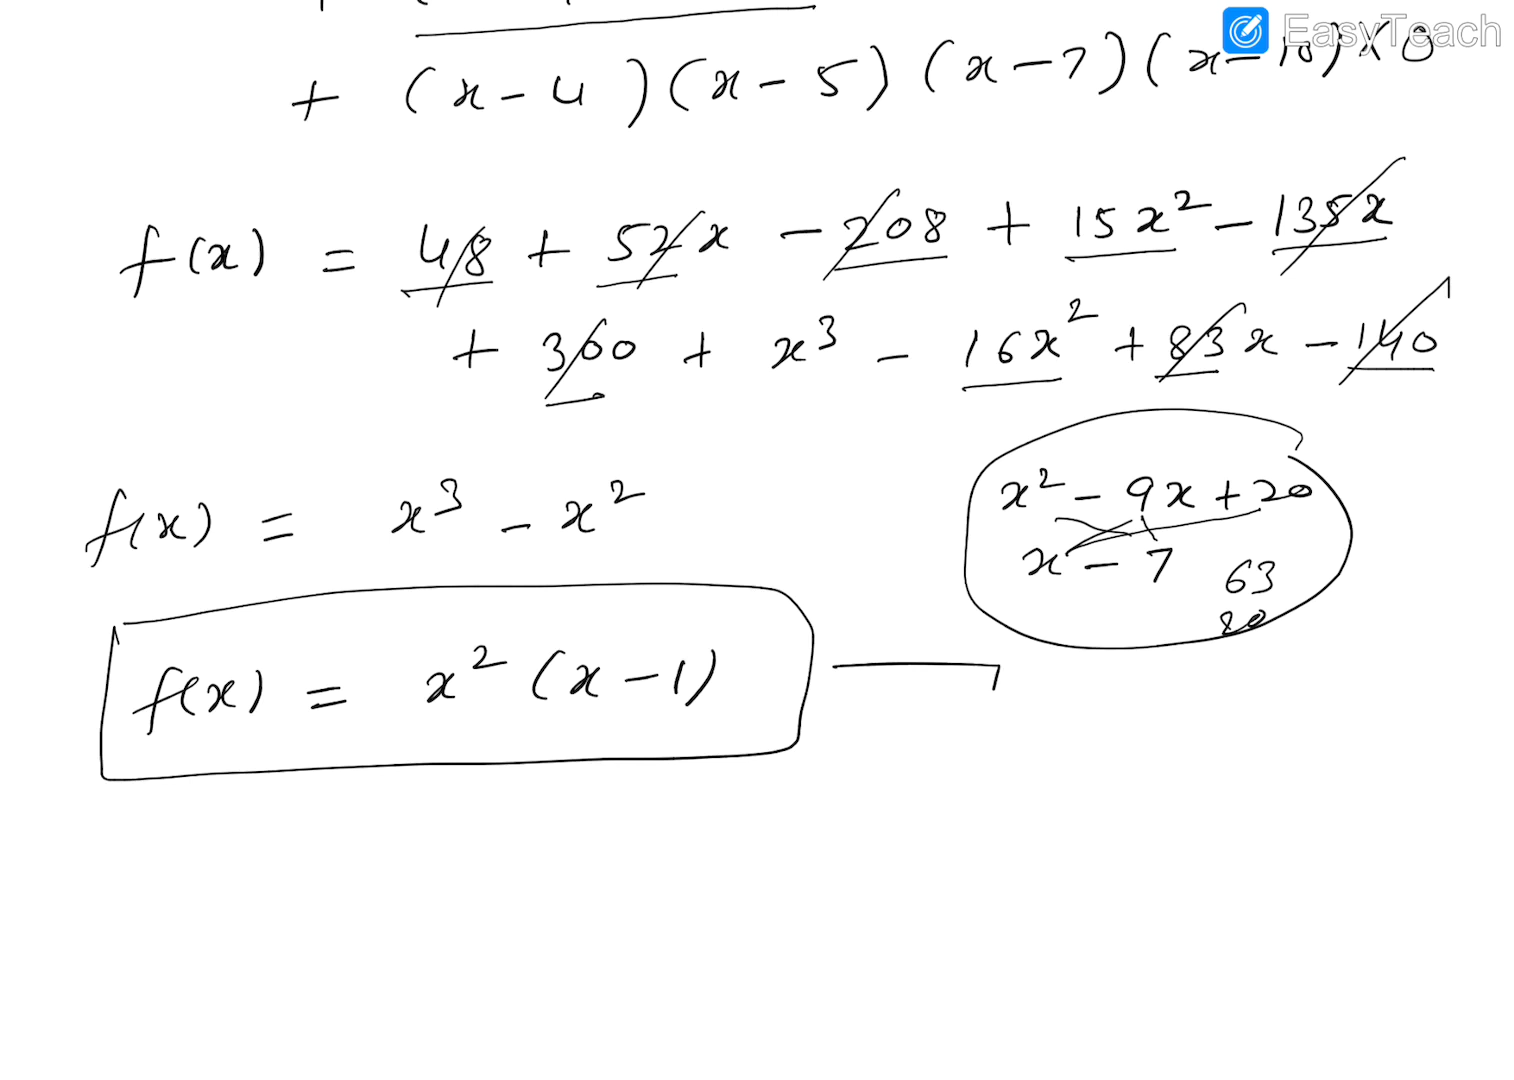 EasyTeach
+ (x-4)(x-5)(x-7)(x-10)×0
f(x) = 48 + 52x - 208 + 15x² - 135x
+ 360 + x³ - 16x² + 83x - 140
x² - 9x + 20
f(x) = x³ - x²
x - 7
63
20
f(x) = x²(x-1)